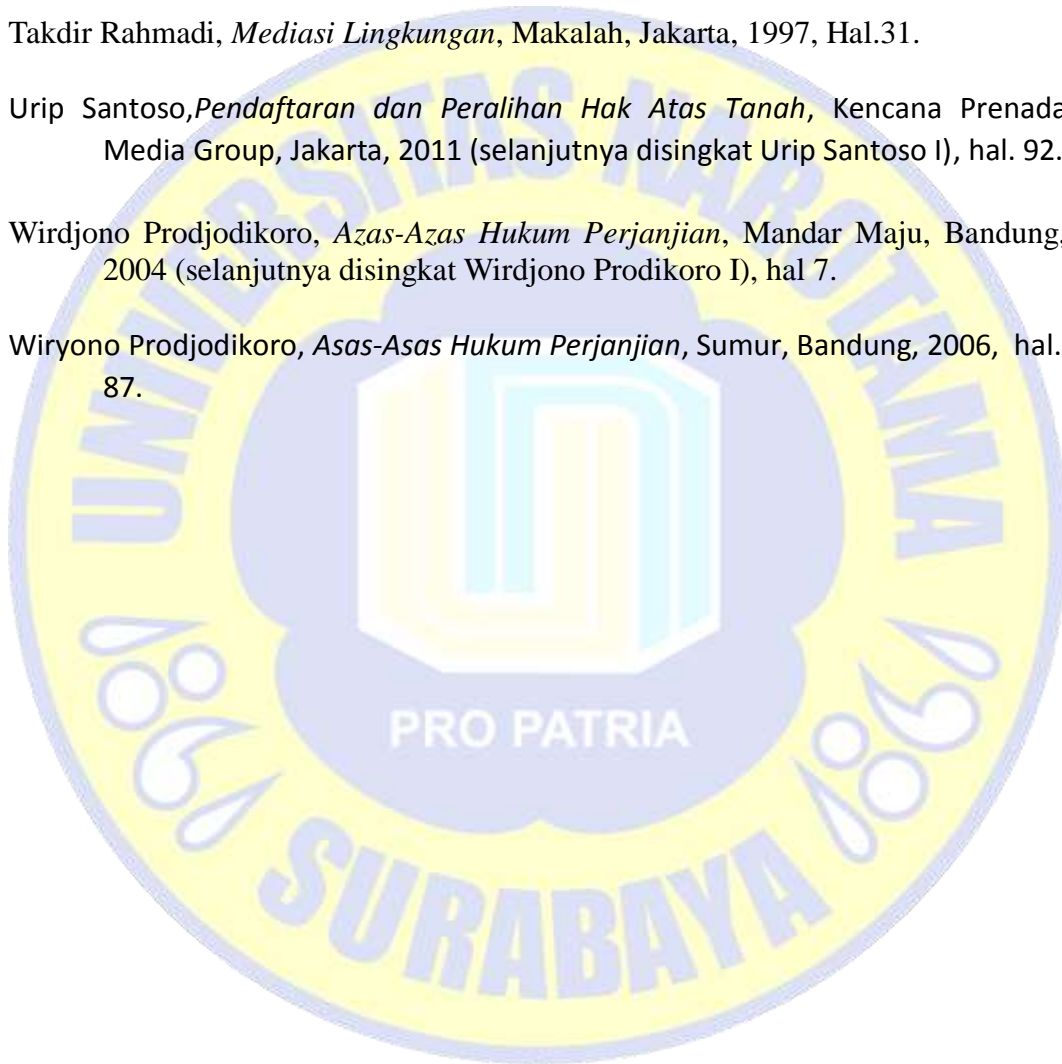 Takdir Rahmadi, Mediasi Lingkungan, Makalah, Jakarta, 1997, Hal.31.
Urip Santoso,Pendaftaran dan Peralihan Hak Atas Tanah, Kencana Prenada
Media Group, Jakarta, 2011 (selanjutnya disingkat Urip Santoso I), hal. 92.
Wirdjono Prodjodikoro, Azas-Azas Hukum Perjanjian, Mandar Maju, Bandung,
2004 (selanjutnya disingkat Wirdjono Prodikoro I), hal 7.
Wiryono Prodjodikoro, Asas-Asas Hukum Perjanjian, Sumur, Bandung, 2006, hal.
87.
UNIVERSITAS NAROTAMA
PRO PATRIA
SURABAYA